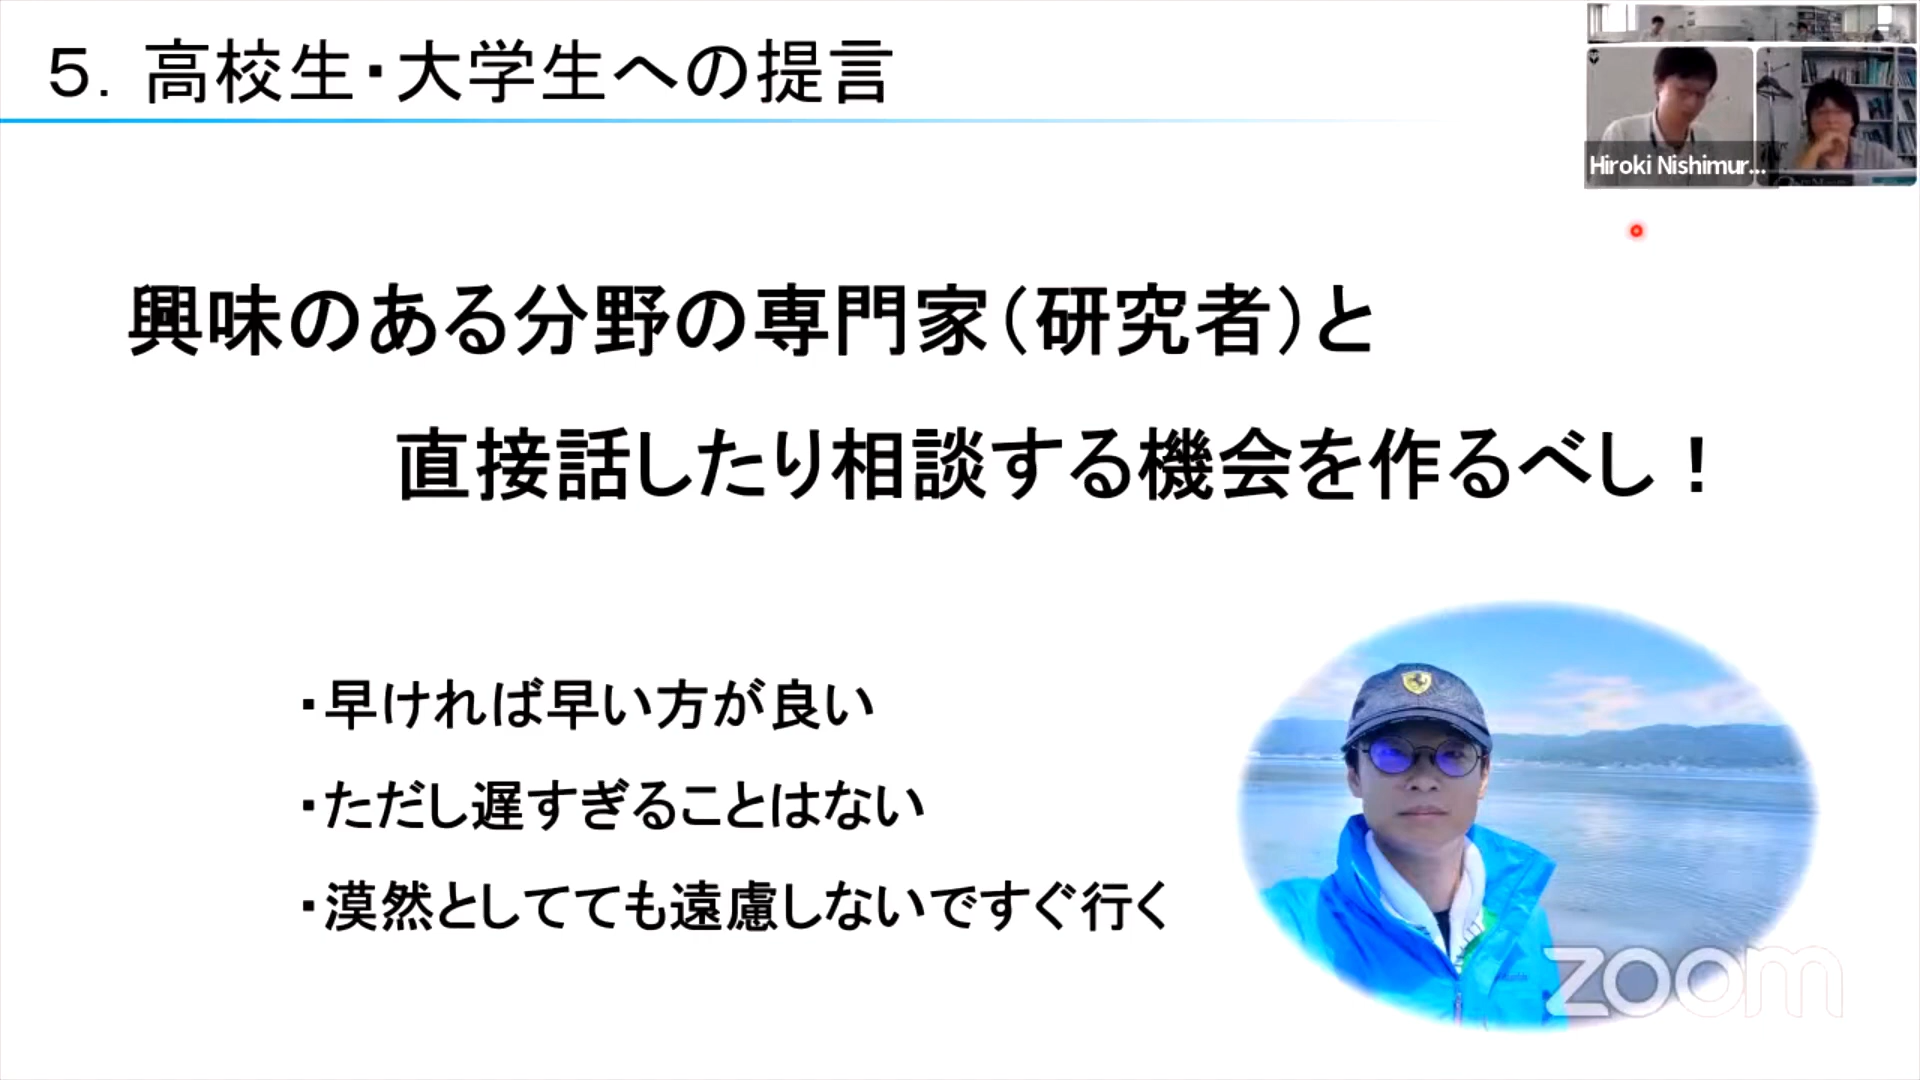 5．高校生・大学生への提言
Hiroki Nishimur...
興味のある分野の専門家（研究者）と
直接話したり相談する機会を作るべし！
・早ければ早い方が良い
・ただし遅すぎることはない
・漠然としてても遠慮しないですぐ行く
zoom